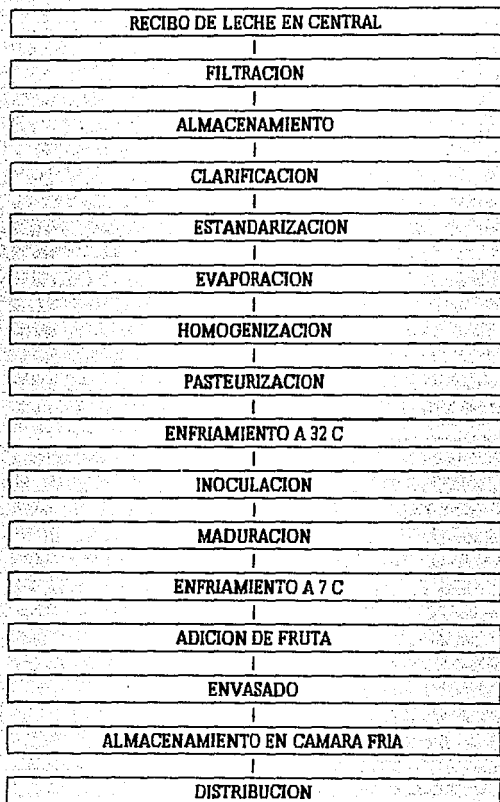 RECIBO DE LECHE EN CENTRAL
FILTRACION
ALMACENAMIENTO
CLARIFICACION
ESTANDARIZACION
EVAPORACION
HOMOGENIZACION
PASTEURIZACION
ENFRIAMIENTO A 32 C
INOCULACION
MADURACION
ENFRIAMIENTO A 7 C
ADICION DE FRUTA
ENVASADO
ALMACENAMIENTO EN CAMARA FRIA
DISTRIBUCION